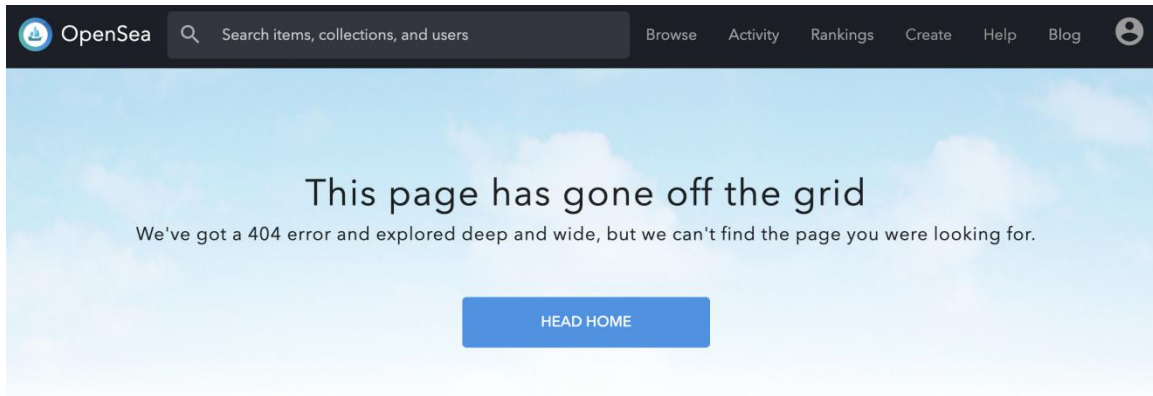 OpenSea Search items, collections, and users Browse Activity Rankings Create Help Blog
This page has gone off the grid
We've got a 404 error and explored deep and wide, but we can't find the page you were looking for.
HEAD HOME